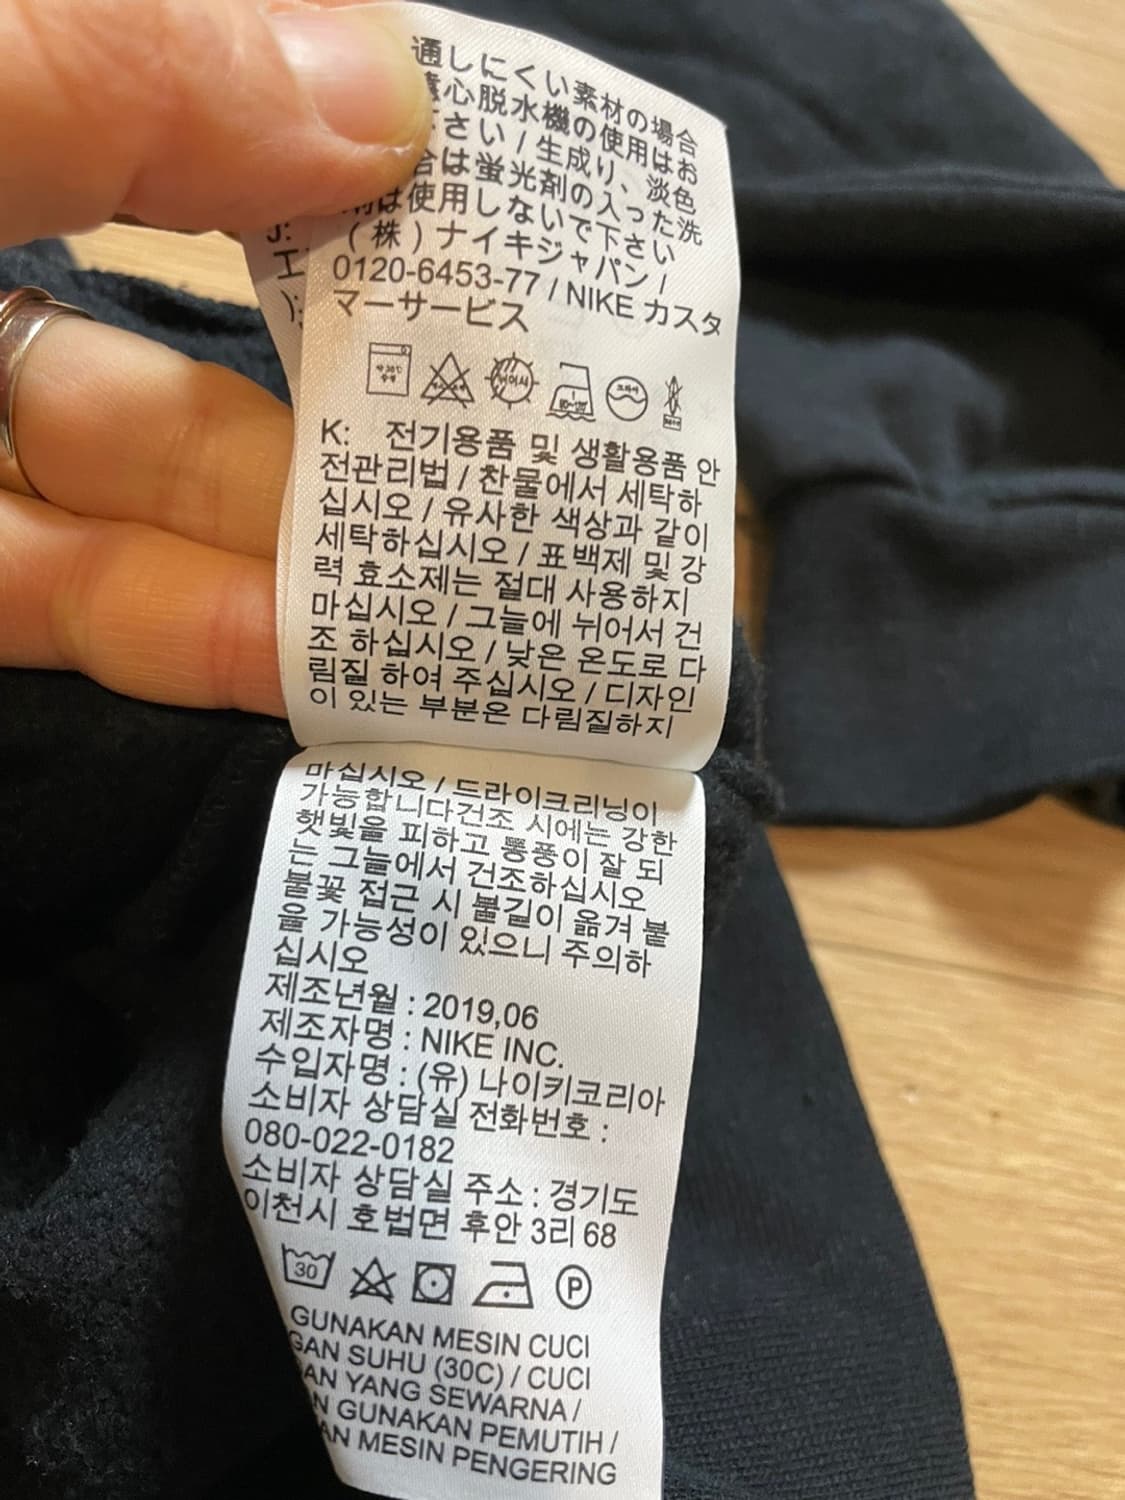 通しにくい素材の場合
心脱水機の使用はお
さい / 生成り、淡色
合は蛍光剤の入った洗
は使用しないで下さい
(株) ナイキジャパン /
0120-6453-77 / NIKE カスタ
マーサービス
J:
工
K: 전기용품 및 생활용품 안
전관리법 / 찬물에서 세탁하
십시오 / 유사한 색상과 같이
세탁하십시오 / 표백제 및 강
력 효소제는 절대 사용하지
마십시오 / 그늘에 뉘어서 건
조 하십시오 / 낮은 온도로 다
림질 하여 주십시오 / 디자인
이 있는 부분은 다림질하지
마십시오 / 드라이크리닝이
가능합니다건조 시에는 강한
햇빛을 피하고 통풍이 잘 되
는 그늘에서 건조하십시오
불꽃 접근 시 불길이 옮겨 붙
을 가능성이 있으니 주의하
십시오
제조년월 : 2019,06
제조자명 : NIKE INC.
수입자명 : (유) 나이키코리아
소비자 상담실 전화번호 :
080-022-0182
소비자 상담실 주소 : 경기도
이천시 호법면 후안 3리 68
30 P
GUNAKAN MESIN CUCI
GAN SUHU (30C) / CUCI
AN YANG SEWARNA /
N GUNAKAN PEMUTIH /
AN MESIN PENGERING